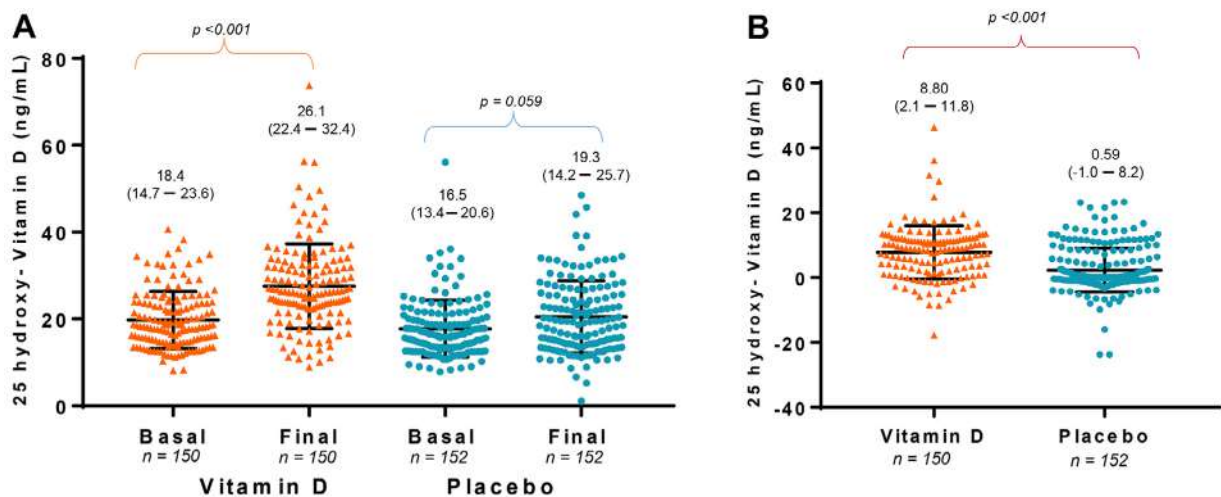 A
p <0.001
80
60
40
20
0
25 hydroxy- Vitamin D (ng/mL)
18.4
(14.7 – 23.6)
26.1
(22.4 – 32.4)
p = 0.059
16.5
(13.4 – 20.6)
19.3
(14.2 – 25.7)
Basal
n = 150
Final
n = 150
Basal
n = 152
Final
n = 152
Vitamin D
Placebo
B
p <0.001
60
40
20
0
-20
-40
25 hydroxy- Vitamin D (ng/mL)
8.80
(2.1 – 11.8)
0.59
(-1.0 – 8.2)
Vitamin D
n = 150
Placebo
n = 152